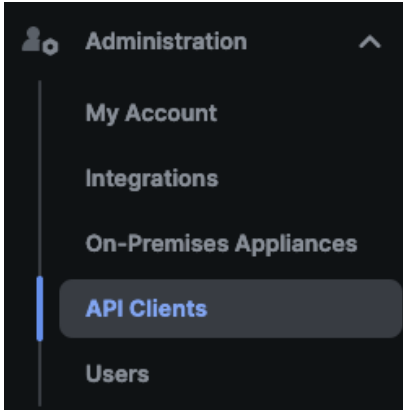 Administration
My Account
Integrations
On-Premises Appliances
API Clients
Users